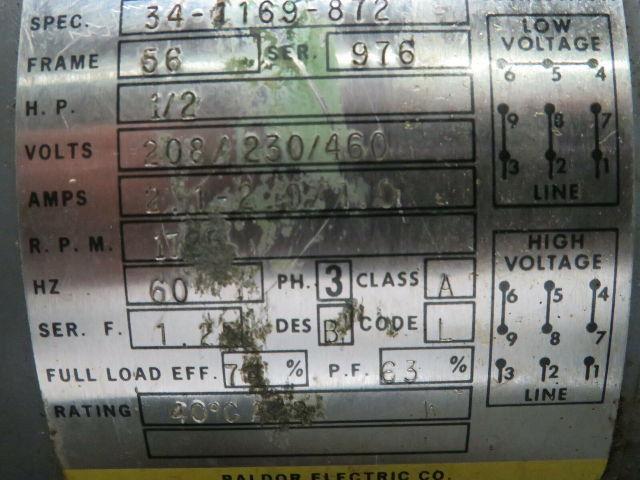 SPEC. 34-1169-872
FRAME 56 SER. 976
H.P. 1/2
VOLTS 208/230/460
AMPS
R.P.M.
HZ 60 PH. 3 CLASS A
SER. F. DES B CODE L
FULL LOAD EFF. % P.F. 63 %
RATING 40°C
BALDOR ELECTRIC CO.
LOW
VOLTAGE
6 5 4
9 8 7
3 2 1
LINE
HIGH
VOLTAGE
6 5 4
9 8 7
3 2 1
LINE